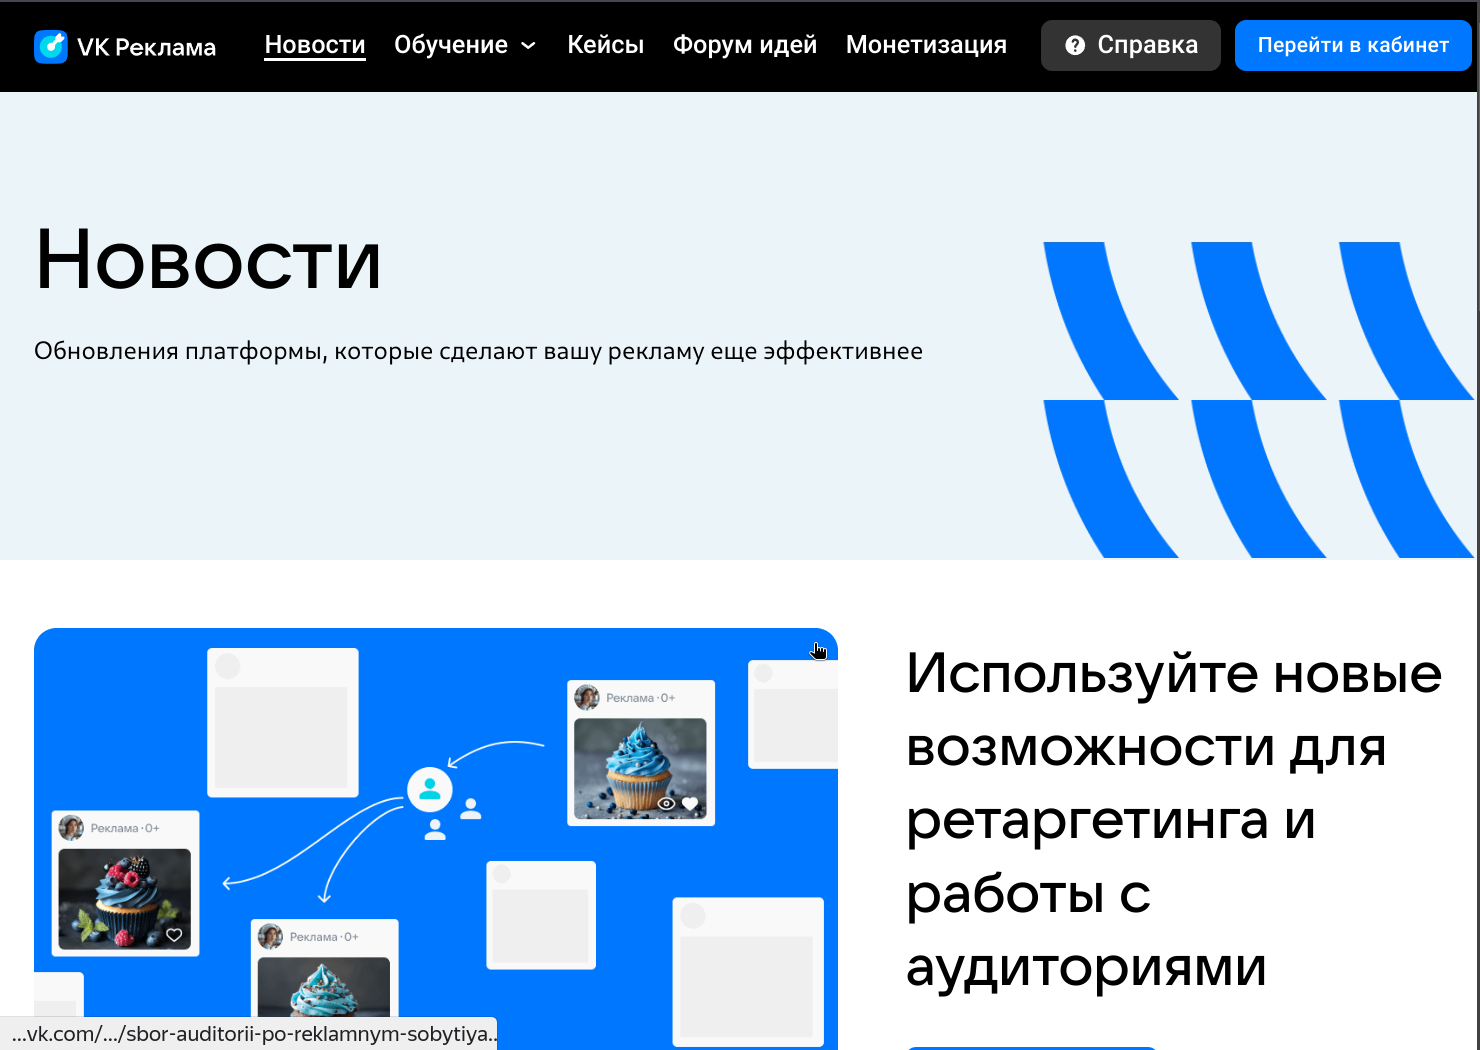 VK Реклама
Новости
Обучение
Кейсы
Форум идей
Монетизация
Справка
Перейти в кабинет
Новости
Обновления платформы, которые сделают вашу рекламу еще эффективнее
Реклама · 0+
Реклама · 0+
Реклама · 0+
Используйте новые
возможности для
ретаргетинга и
работы с
аудиториями
...vk.com/.../sbor-auditorii-po-reklamnym-sobytiya...